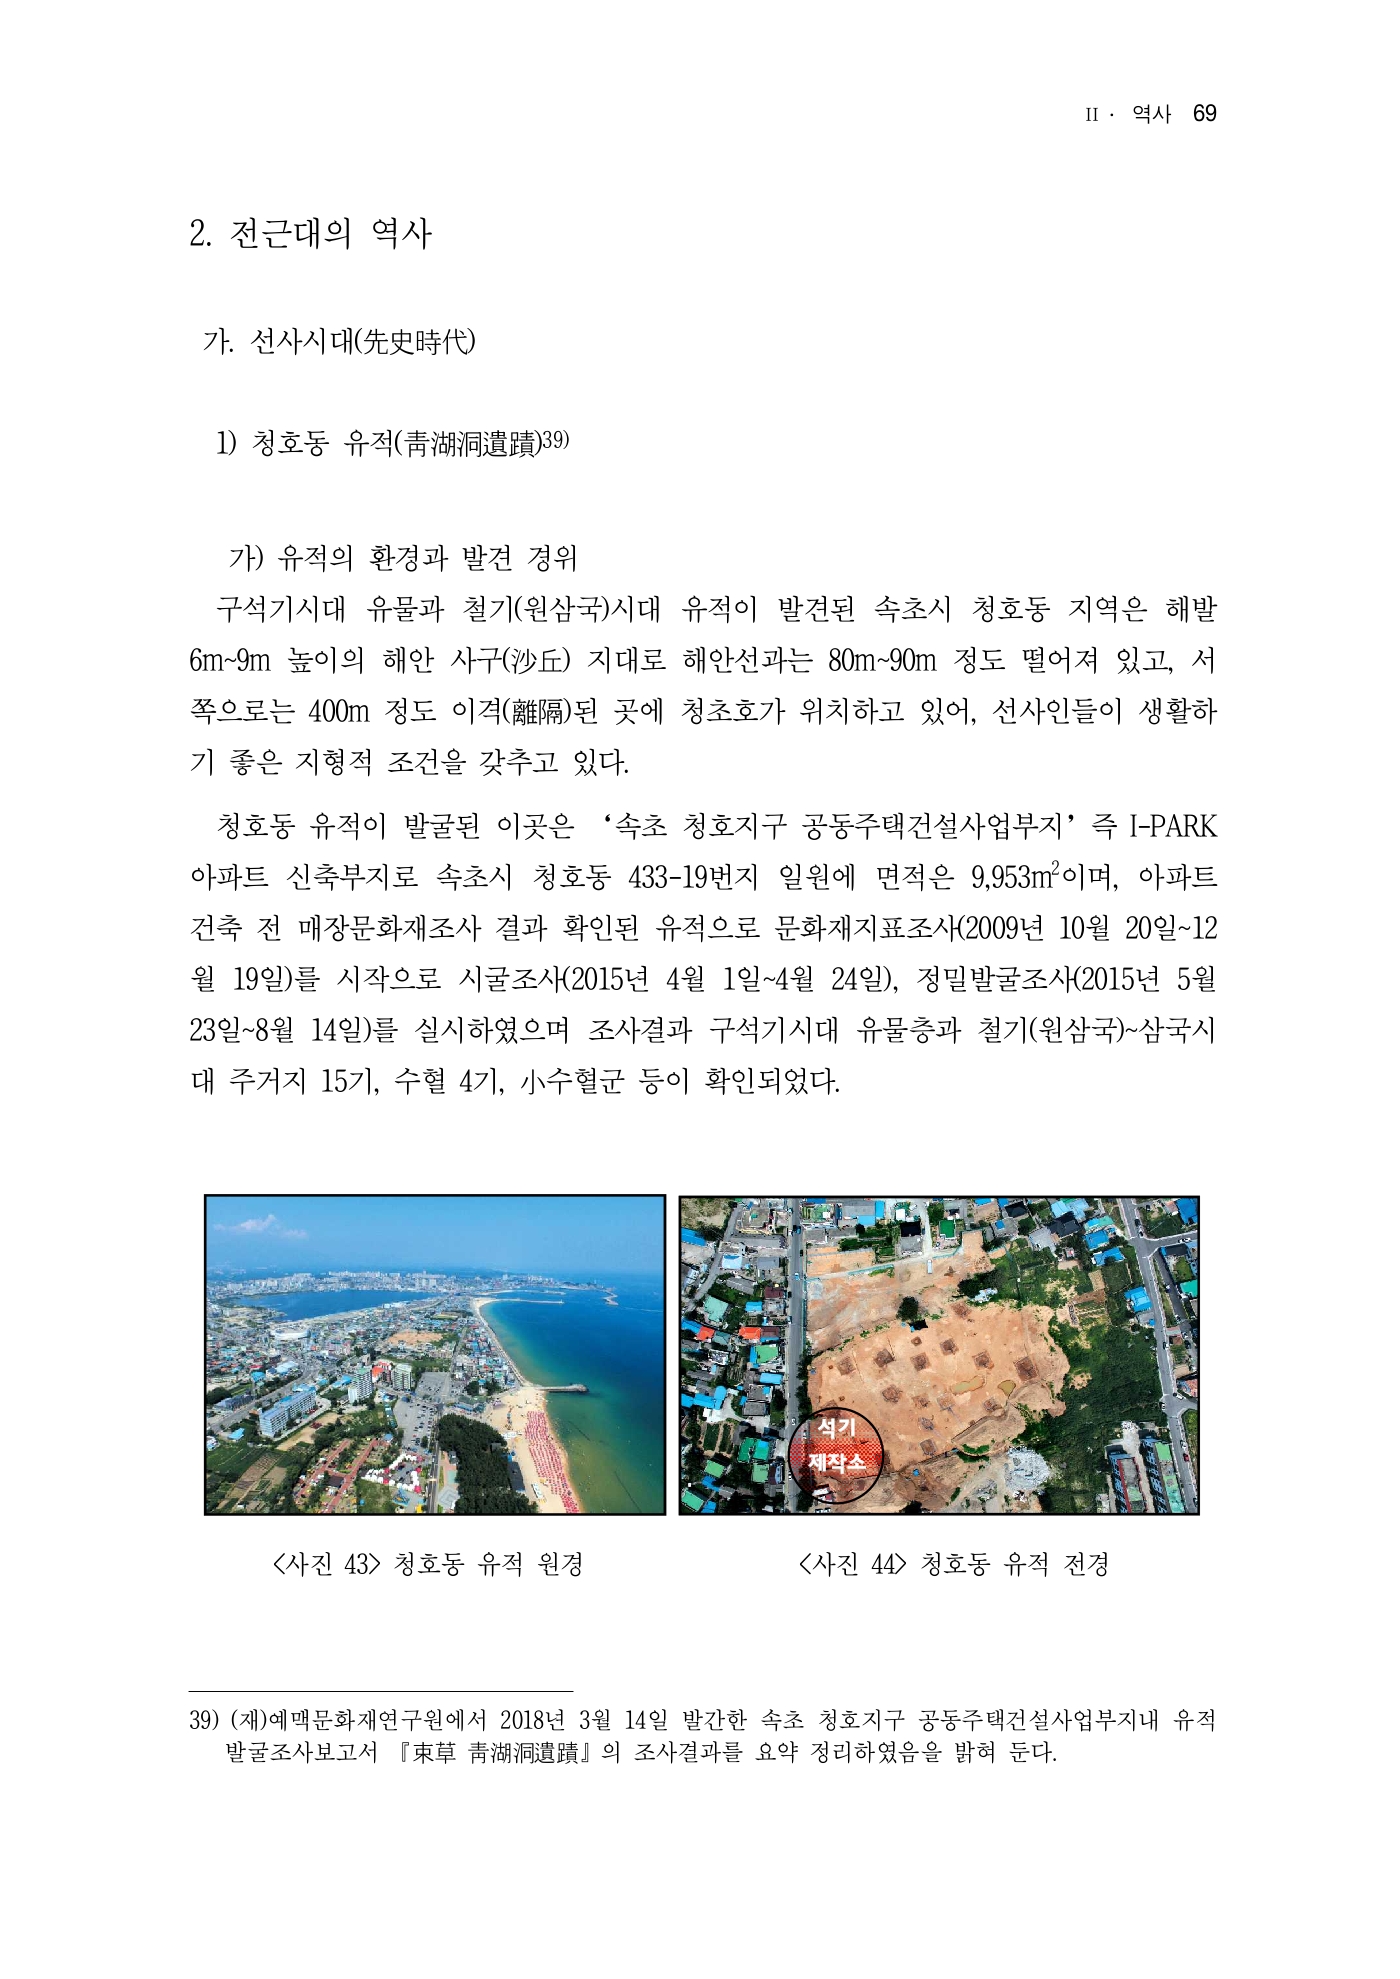 II · 역사 69
2. 전근대의 역사
가. 선사시대(先史時代)
1) 청호동 유적(靑湖洞遺蹟)39)
가) 유적의 환경과 발견 경위
구석기시대 유물과 철기(원삼국)시대 유적이 발견된 속초시 청호동 지역은 해발
6m~9m 높이의 해안 사구(沙丘) 지대로 해안선과는 80m~90m 정도 떨어져 있고, 서
쪽으로는 400m 정도 이격(離隔)된 곳에 청초호가 위치하고 있어, 선사인들이 생활하
기 좋은 지형적 조건을 갖추고 있다.
청호동 유적이 발굴된 이곳은 ‘속초 청호지구 공동주택건설사업부지’ 즉 I-PARK
아파트 신축부지로 속초시 청호동 433-19번지 일원에 면적은 9,953㎡이며, 아파트
건축 전 매장문화재조사 결과 확인된 유적으로 문화재지표조사(2009년 10월 20일~12
월 19일)를 시작으로 시굴조사(2015년 4월 1일~4월 24일), 정밀발굴조사(2015년 5월
23일~8월 14일)를 실시하였으며 조사결과 구석기시대 유물층과 철기(원삼국)~삼국시
대 주거지 15기, 수혈 4기, 小수혈군 등이 확인되었다.
석기
제작소
<사진 43> 청호동 유적 원경
<사진 44> 청호동 유적 전경
39) (재)예맥문화재연구원에서 2018년 3월 14일 발간한 속초 청호지구 공동주택건설사업부지내 유적
발굴조사보고서 『束草 靑湖洞遺蹟』의 조사결과를 요약 정리하였음을 밝혀 둔다.